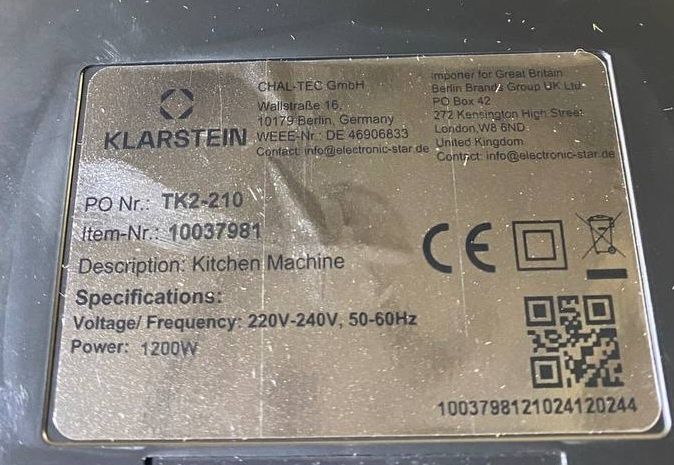 KLARSTEIN
CHAL-TEC GmbH
Wallstraße 16,
10179 Berlin, Germany
WEEE-Nr.: DE 46906833
Contact: info@electronic-star.de
importer for Great Britain
Berlin Brands Group UK Ltd
PO Box 42
272 Kensington High Street
London,W8 6ND
United Kingdom
Contact: info@electronic-star.de
PO Nr.: TK2-210
Item-Nr.: 10037981
Description: Kitchen Machine
Specifications:
Voltage/ Frequency: 220V-240V, 50-60Hz
Power: 1200W
CE
1003798121024120244